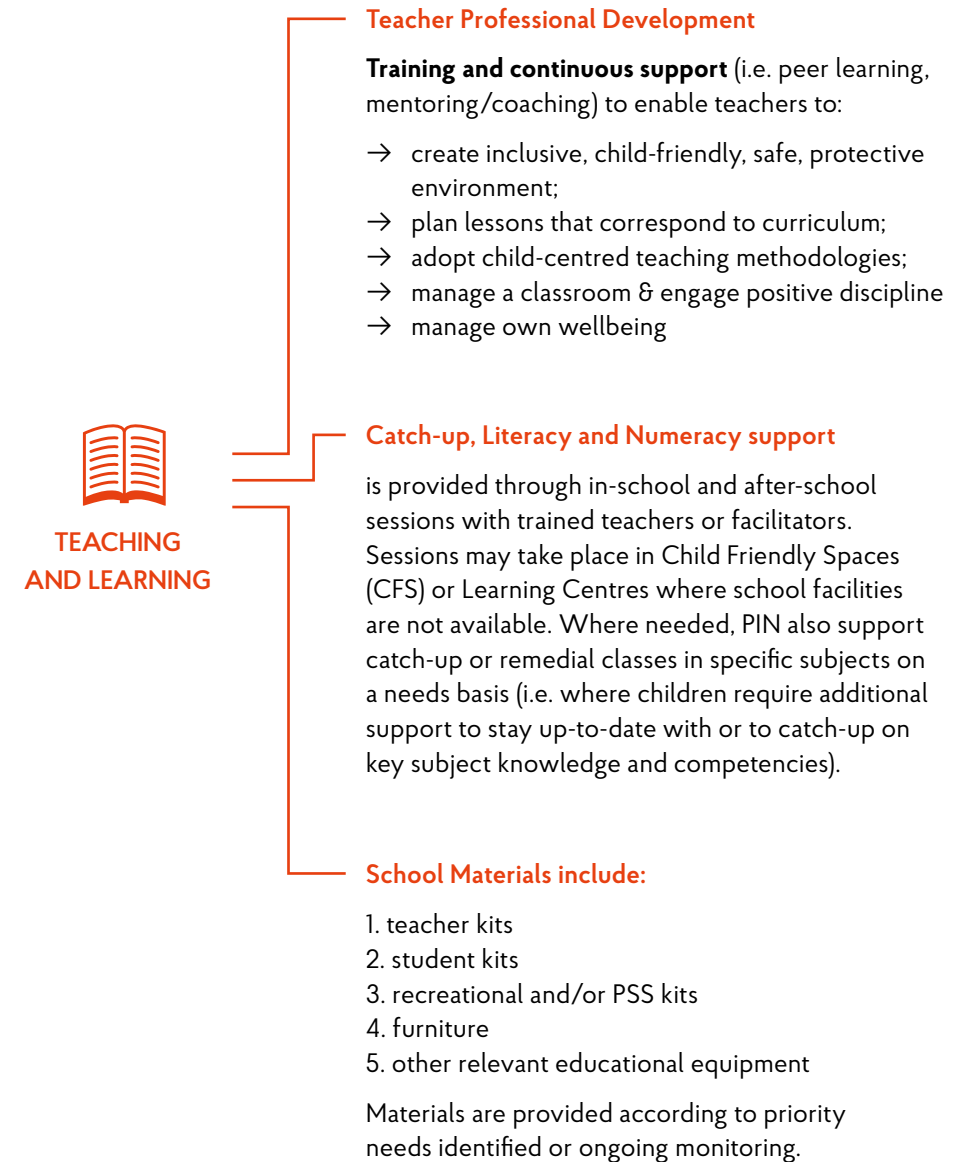 Teacher Professional Development
Training and continuous support (i.e. peer learning,
mentoring/coaching) to enable teachers to:
→ create inclusive, child-friendly, safe, protective
environment;
→ plan lessons that correspond to curriculum;
→ adopt child-centred teaching methodologies;
→ manage a classroom & engage positive discipline
→ manage own wellbeing
TEACHING
AND LEARNING
Catch-up, Literacy and Numeracy support
is provided through in-school and after-school
sessions with trained teachers or facilitators.
Sessions may take place in Child Friendly Spaces
(CFS) or Learning Centres where school facilities
are not available. Where needed, PIN also support
catch-up or remedial classes in specific subjects on
a needs basis (i.e. where children require additional
support to stay up-to-date with or to catch-up on
key subject knowledge and competencies).
School Materials include:
1. teacher kits
2. student kits
3. recreational and/or PSS kits
4. furniture
5. other relevant educational equipment
Materials are provided according to priority
needs identified or ongoing monitoring.